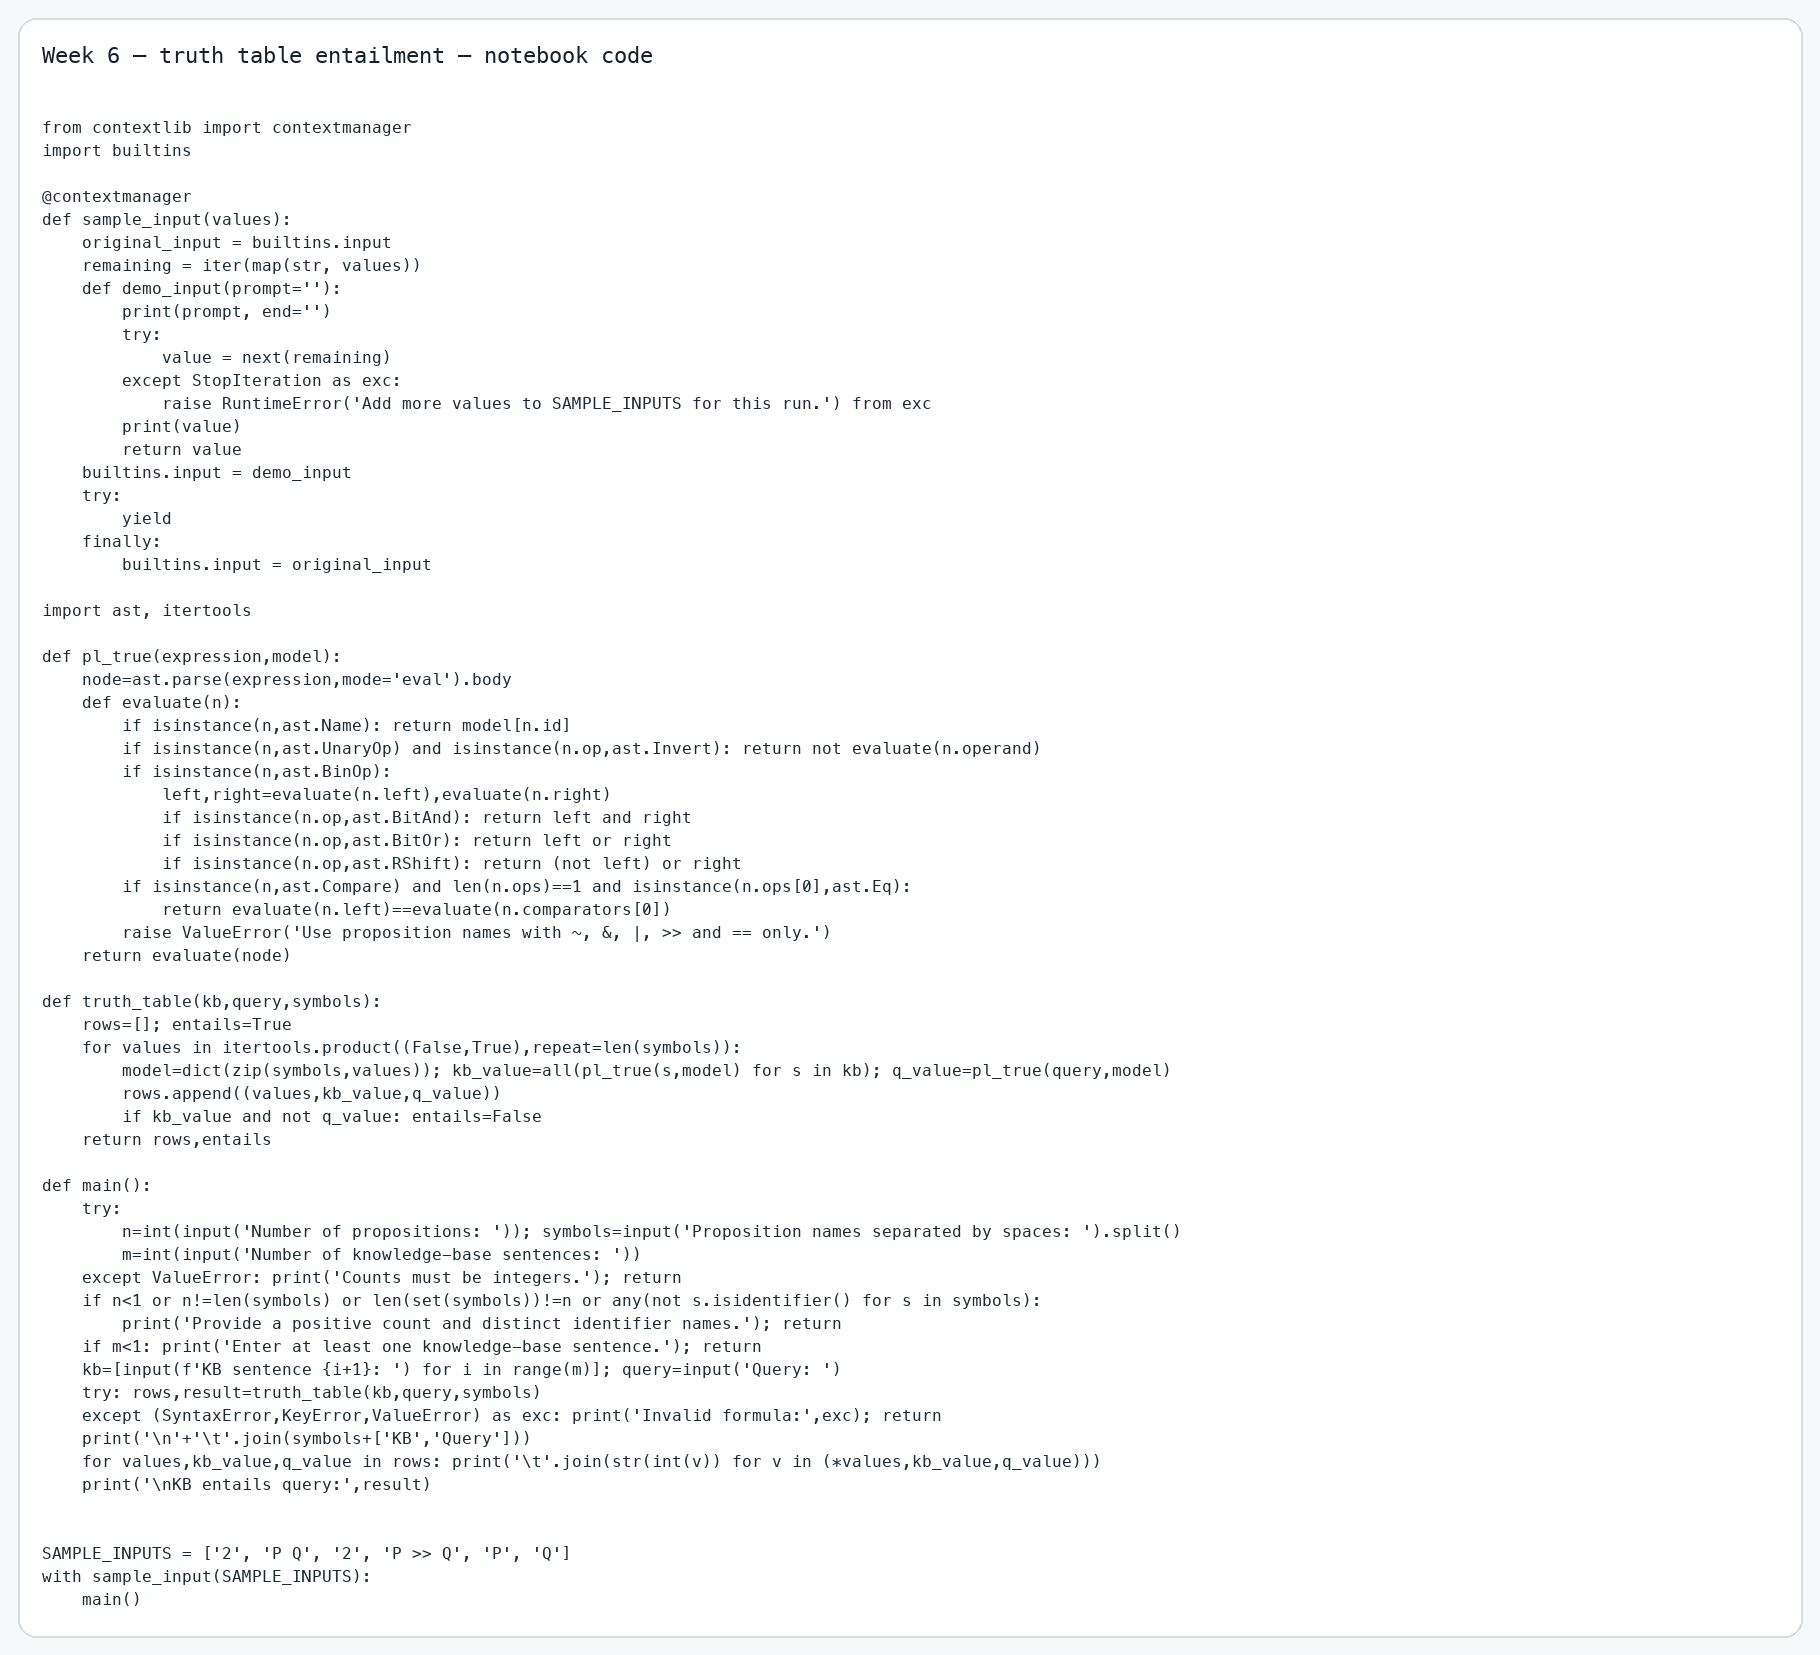 Week 6 — truth table entailment — notebook code
from contextlib import contextmanager
import builtins
@contextmanager
def sample_input(values):
    original_input = builtins.input
    remaining = iter(map(str, values))
    def demo_input(prompt=''):
        print(prompt, end='')
        try:
            value = next(remaining)
        except StopIteration as exc:
            raise RuntimeError('Add more values to SAMPLE_INPUTS for this run.') from exc
        print(value)
        return value
    builtins.input = demo_input
    try:
        yield
    finally:
        builtins.input = original_input
import ast, itertools
def pl_true(expression,model):
    node=ast.parse(expression,mode='eval').body
    def evaluate(n):
        if isinstance(n,ast.Name): return model[n.id]
        if isinstance(n,ast.UnaryOp) and isinstance(n.op,ast.Invert): return not evaluate(n.operand)
        if isinstance(n,ast.BinOp):
            left,right=evaluate(n.left),evaluate(n.right)
            if isinstance(n.op,ast.BitAnd): return left and right
            if isinstance(n.op,ast.BitOr): return left or right
            if isinstance(n.op,ast.RShift): return (not left) or right
        if isinstance(n,ast.Compare) and len(n.ops)==1 and isinstance(n.ops[0],ast.Eq):
            return evaluate(n.left)==evaluate(n.comparators[0])
        raise ValueError('Use proposition names with ~, &, |, >> and == only.')
    return evaluate(node)
def truth_table(kb,query,symbols):
    rows=[]; entails=True
    for values in itertools.product((False,True),repeat=len(symbols)):
        model=dict(zip(symbols,values)); kb_value=all(pl_true(s,model) for s in kb); q_value=pl_true(query,model)
        rows.append((values,kb_value,q_value))
        if kb_value and not q_value: entails=False
    return rows,entails
def main():
    try:
        n=int(input('Number of propositions: ')); symbols=input('Proposition names separated by spaces: ').split()
        m=int(input('Number of knowledge-base sentences: '))
    except ValueError: print('Counts must be integers.'); return
    if n<1 or n!=len(symbols) or len(set(symbols))!=n or any(not s.isidentifier() for s in symbols):
        print('Provide a positive count and distinct identifier names.'); return
    if m<1: print('Enter at least one knowledge-base sentence.'); return
    kb=[input(f'KB sentence {i+1}: ') for i in range(m)]; query=input('Query: ')
    try: rows,result=truth_table(kb,query,symbols)
    except (SyntaxError,KeyError,ValueError) as exc: print('Invalid formula:',exc); return
    print('\n'+'\t'.join(symbols+['KB','Query']))
    for values,kb_value,q_value in rows: print('\t'.join(str(int(v)) for v in (*values,kb_value,q_value)))
    print('\nKB entails query:',result)
SAMPLE_INPUTS = ['2', 'P Q', '2', 'P >> Q', 'P', 'Q']
with sample_input(SAMPLE_INPUTS):
    main()